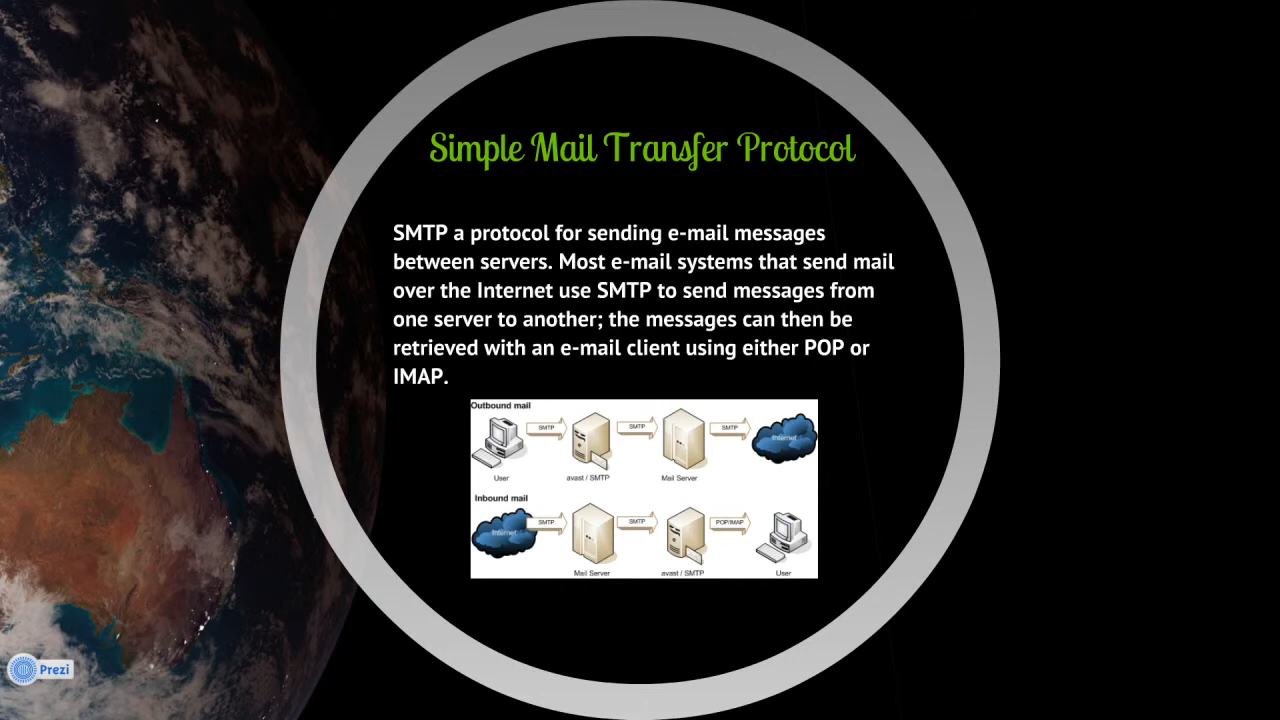 Simple Mail Transfer Protocol
SMTP a protocol for sending e-mail messages
between servers. Most e-mail systems that send mail
over the Internet use SMTP to send messages from
one server to another; the messages can then be
retrieved with an e-mail client using either POP or
IMAP.
Outbound mail
SMTP SMTP SMTP
Internet
User avast / SMTP Mail Server
Inbound mail
SMTP SMTP POP/IMAP
Internet
Mail Server avast / SMTP User
Prezi